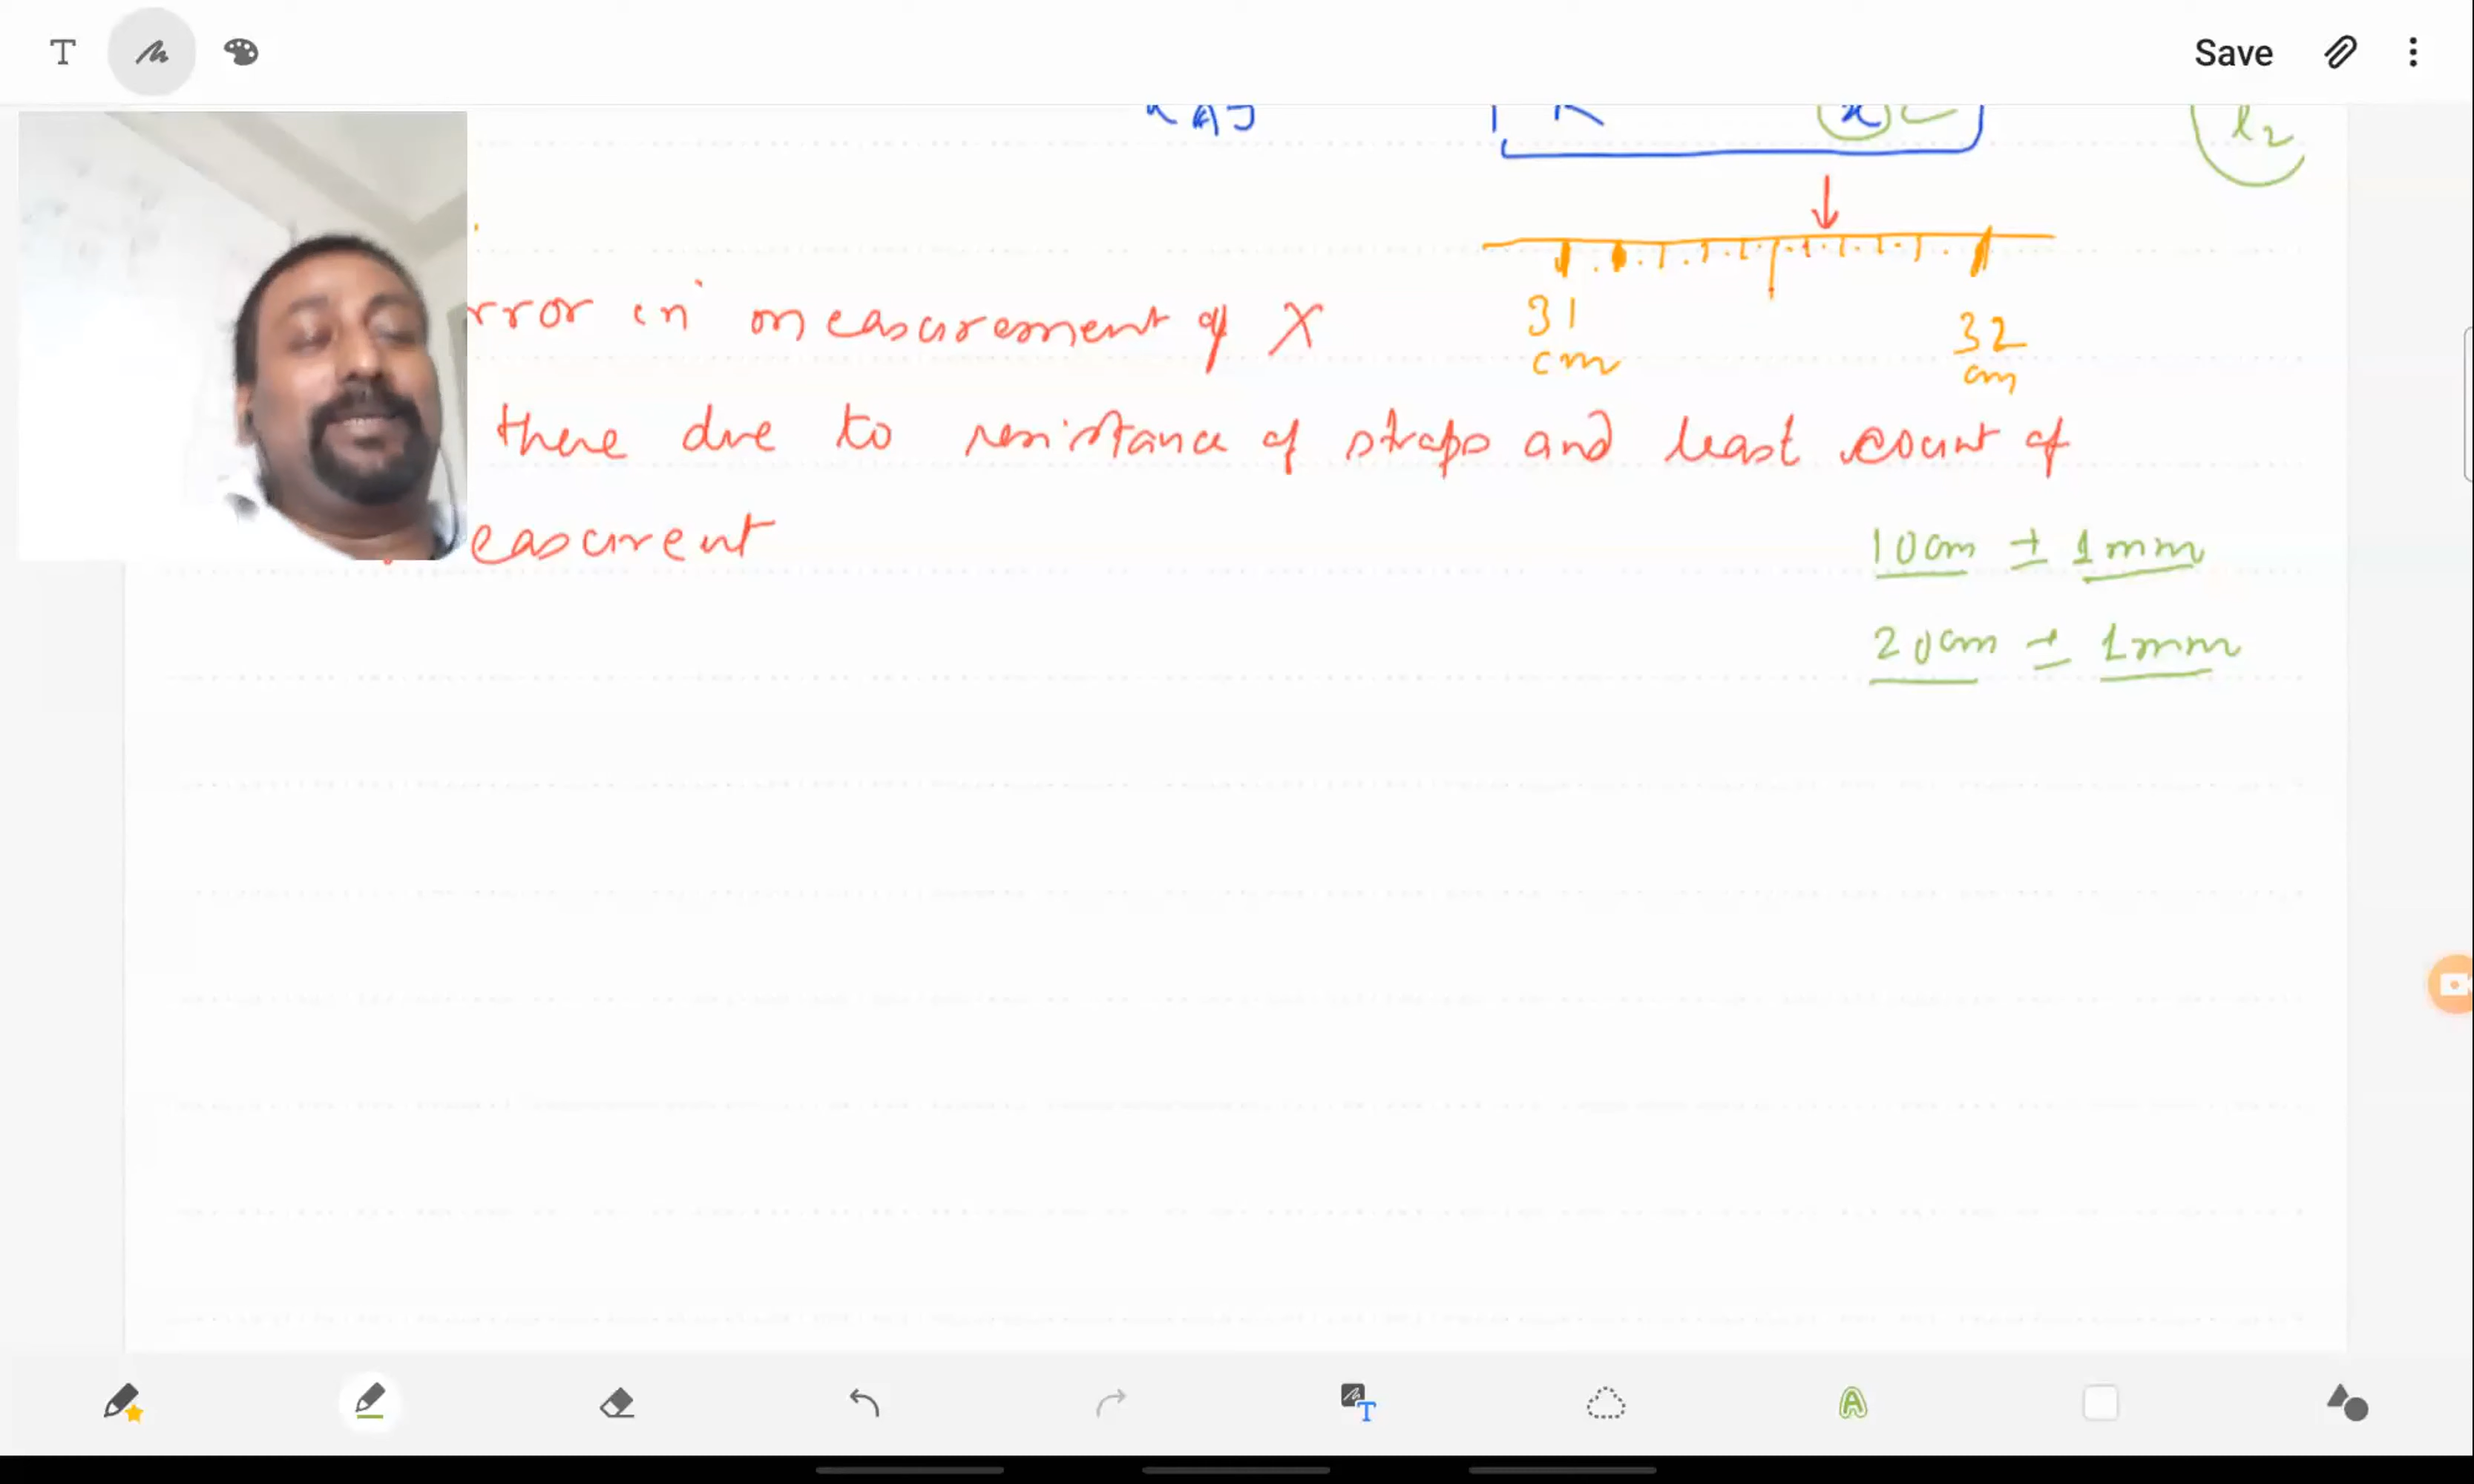 T Save
l2
rror in measurement of X
31 cm
32 cm
there due to resistance of straps and least count of
easurent
10cm ± 1mm
20cm ± 1mm
T A